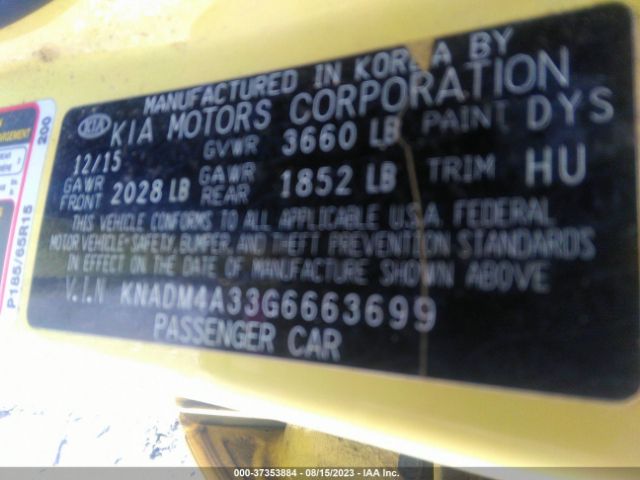 MANUFACTURED IN KOREA BY
KIA KIA MOTORS CORPORATION
12/15 GVWR 3660 LB PAINT DYS
GAWR FRONT 2028 LB GAWR REAR 1852 LB TRIM HU
THIS VEHICLE CONFORMS TO ALL APPLICABLE U.S.A. FEDERAL
MOTOR VEHICLE SAFETY, BUMPER, AND THEFT PREVENTION STANDARDS
IN EFFECT ON THE DATE OF MANUFACTURE SHOWN ABOVE
V.I.N KNADM4A33G6663699
PASSENGER CAR
P185/65R15 200
000-37353884 - 08/15/2023 - IAA Inc.